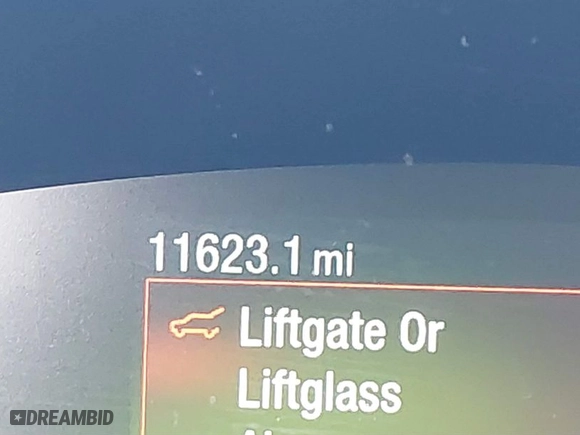 11623.1 mi
Liftgate Or
Liftglass
DREAMBID